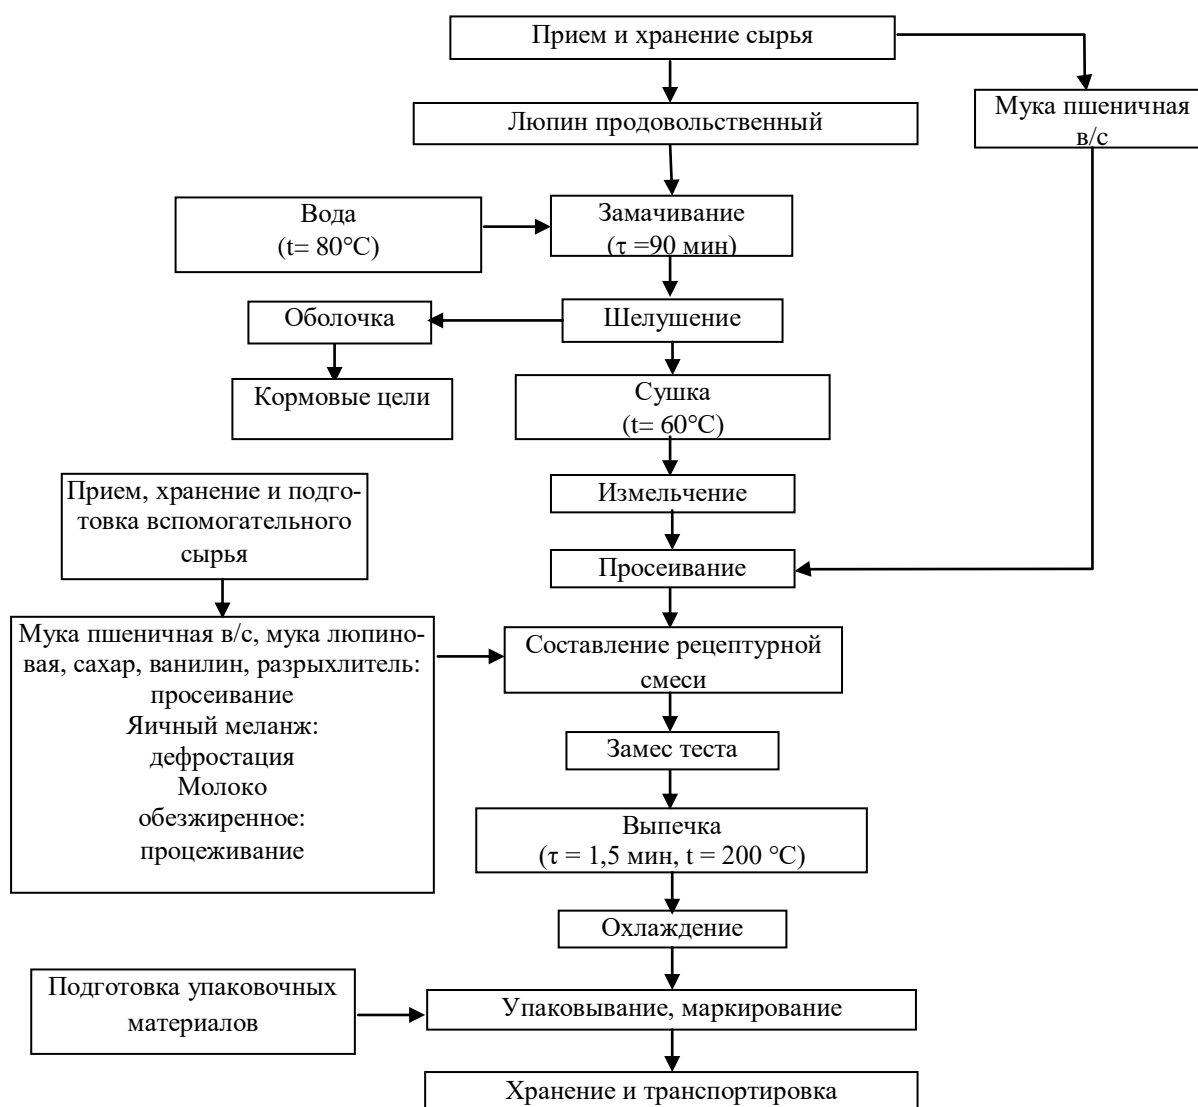 Прием и хранение сырья
Люпин продовольственный
Мука пшеничная
в/с
Вода
(t= 80°C)
Замачивание
(τ =90 мин)
Оболочка
Шелушение
Кормовые цели
Сушка
(t= 60°C)
Прием, хранение и подго-
товка вспомогательного
сырья
Измельчение
Просеивание
Мука пшеничная в/с, мука люпино-
вая, сахар, ванилин, разрыхлитель:
просеивание
Яичный меланж:
дефростация
Молоко
обезжиренное:
процеживание
Составление рецептурной
смеси
Замес теста
Выпечка
(τ = 1,5 мин, t = 200 °C)
Охлаждение
Подготовка упаковочных
материалов
Упаковывание, маркирование
Хранение и транспортировка